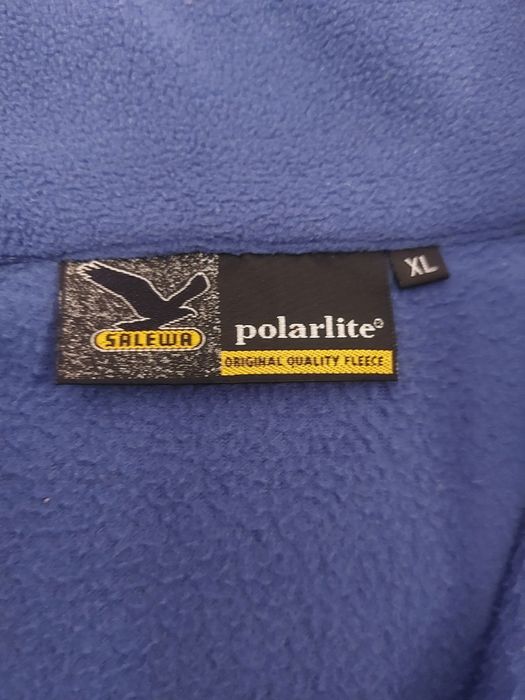 XL
SALEWA
polarlite®
ORIGINAL QUALITY FLEECE